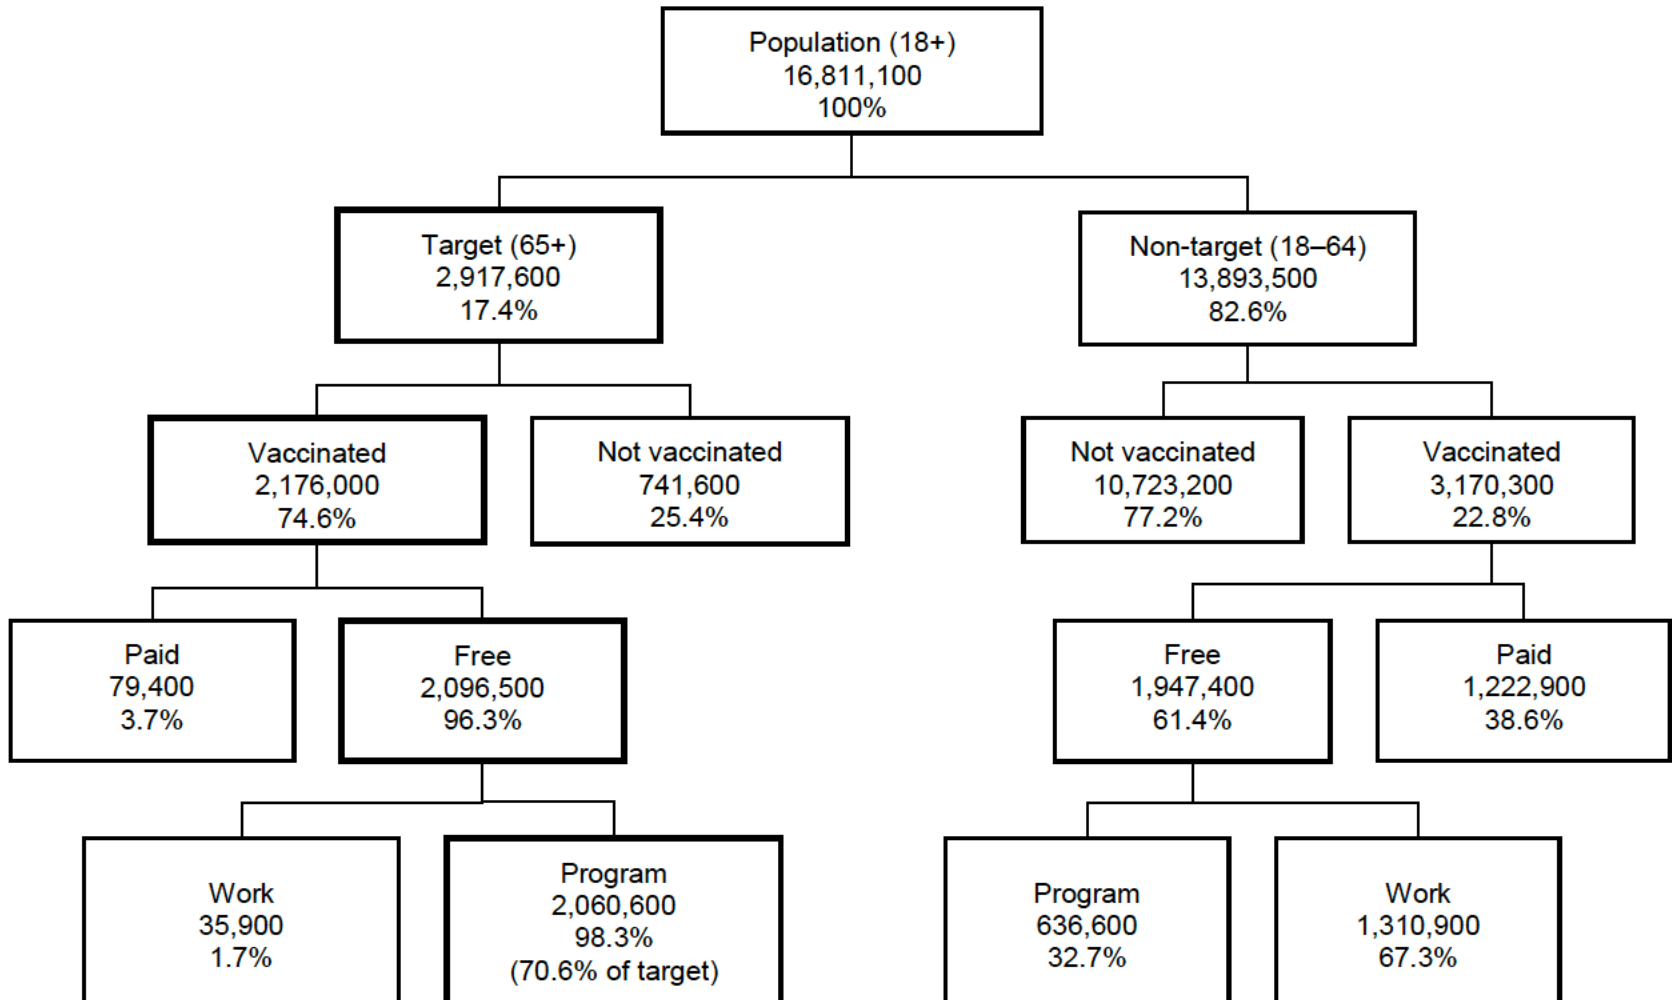 Population (18+)
16,811,100
100%
Target (65+)
2,917,600
17.4%
Non-target (18–64)
13,893,500
82.6%
Vaccinated
2,176,000
74.6%
Not vaccinated
741,600
25.4%
Not vaccinated
10,723,200
77.2%
Vaccinated
3,170,300
22.8%
Paid
79,400
3.7%
Free
2,096,500
96.3%
Free
1,947,400
61.4%
Paid
1,222,900
38.6%
Work
35,900
1.7%
Program
2,060,600
98.3%
(70.6% of target)
Program
636,600
32.7%
Work
1,310,900
67.3%